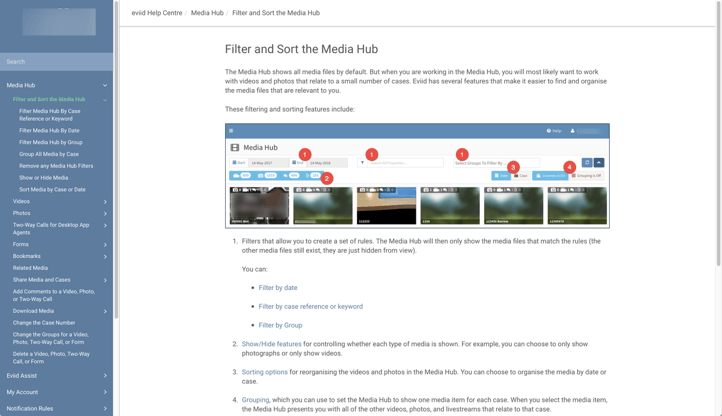 eviid Help Centre / Media Hub / Filter and Sort the Media Hub
Search
Media Hub
Filter and Sort the Media Hub
Filter Media Hub By Case
Reference or Keyword
Filter Media Hub By Date
Filter Media Hub by Group
Group All Media by Case
Remove any Media Hub Filters
Show or Hide Media
Sort Media by Case or Date
Videos
Photos
Two-Way Calls for Desktop App
Agents
Forms
Bookmarks
Related Media
Share Media and Cases
Add Comments to a Video, Photo,
or Two-Way Call
Download Media
Change the Case Number
Change the Groups for a Video,
Photo, Two-Way Call, or Form
Delete a Video, Photo, Two-Way
Call, or Form
Eviid Assist
My Account
Notification Rules
Filter and Sort the Media Hub
The Media Hub shows all media files by default. But when you are working in the Media Hub, you will most likely want to work
with videos and photos that relate to a small number of cases. Eviid has several features that make it easier to find and organise
the media files that are relevant to you.
These filtering and sorting features include:
Help
Media Hub
1
1
1
Start
End
Select Groups To Filter By
2
3
4
Case
Grouping is Off
1. Filters that allow you to create a set of rules. The Media Hub will then only show the media files that match the rules (the
other media files still exist, they are just hidden from view).
You can:
• Filter by date
• Filter by case reference or keyword
• Filter by Group
2. Show/Hide features for controlling whether each type of media is shown. For example, you can choose to only show
photographs or only show videos.
3. Sorting options for reorganising the videos and photos in the Media Hub. You can choose to organise the media by date or
case.
4. Grouping, which you can use to set the Media Hub to show one media item for each case. When you select the media item,
the Media Hub presents you with all of the other videos, photos, and livestreams that relate to that case.